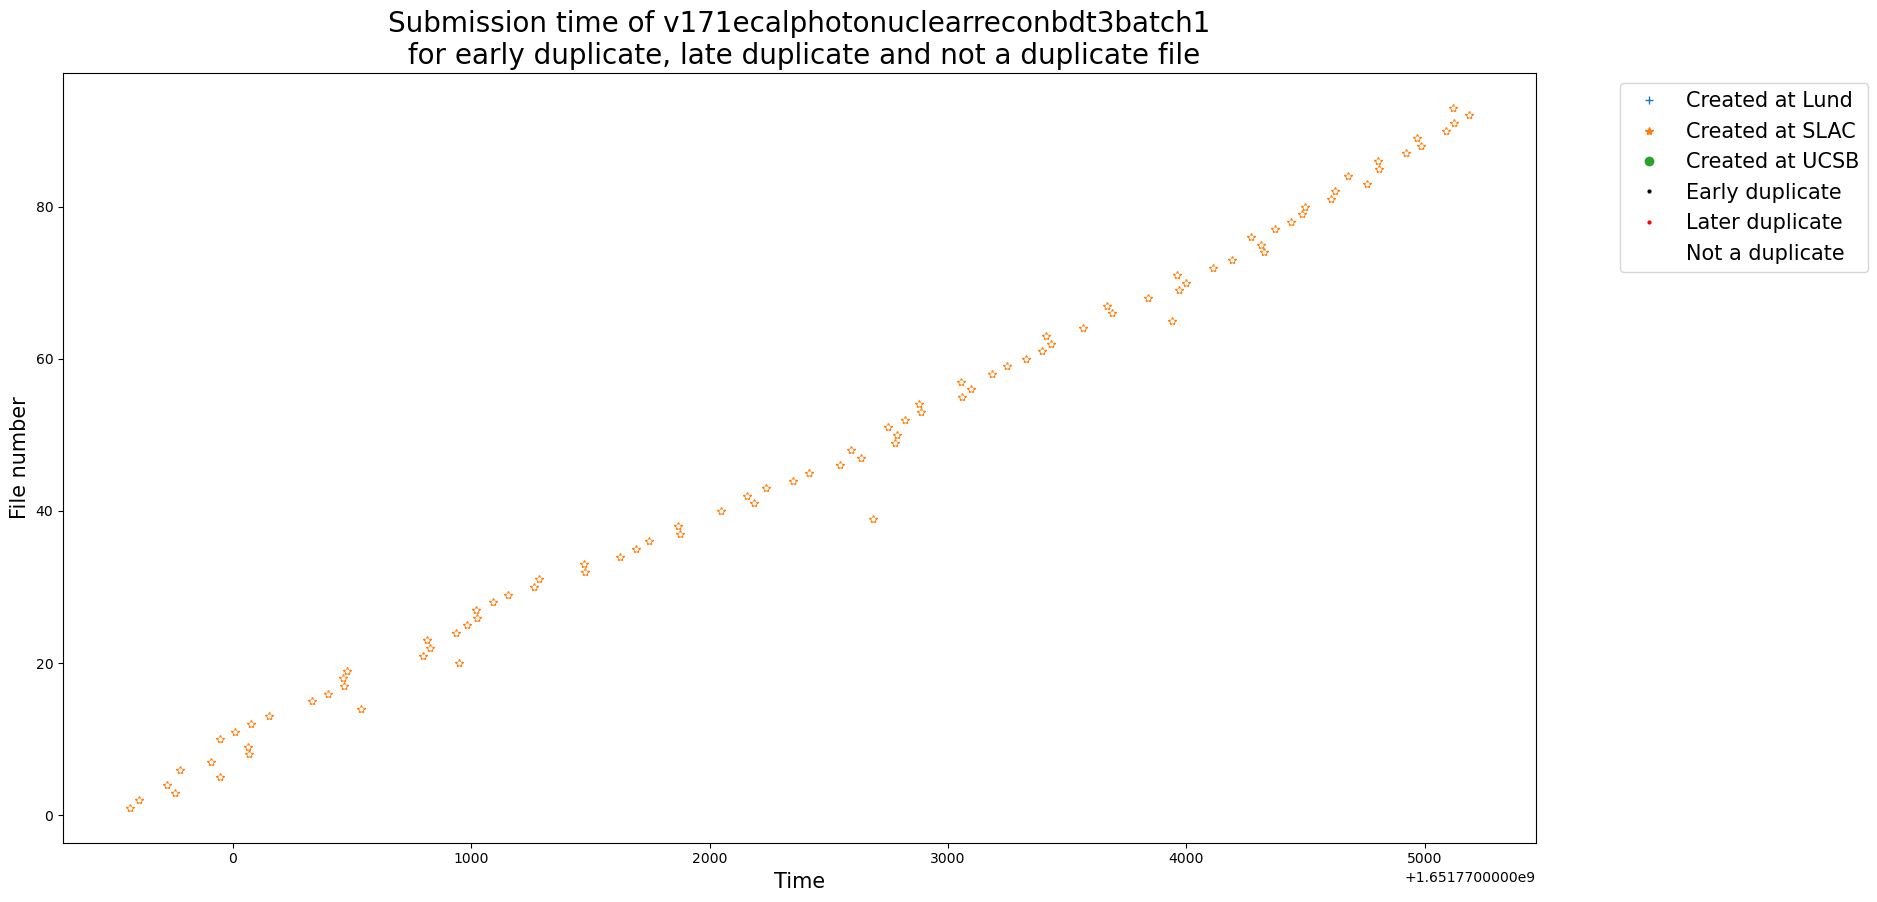 Submission time of v171ecalphotonuclearreconbdt3batch1
for early duplicate, late duplicate and not a duplicate file
Created at Lund
Created at SLAC
Created at UCSB
Early duplicate
Later duplicate
Not a duplicate
File number
80
60
40
20
0
0
1000
2000
3000
4000
5000
+1.6517700000e9
Time